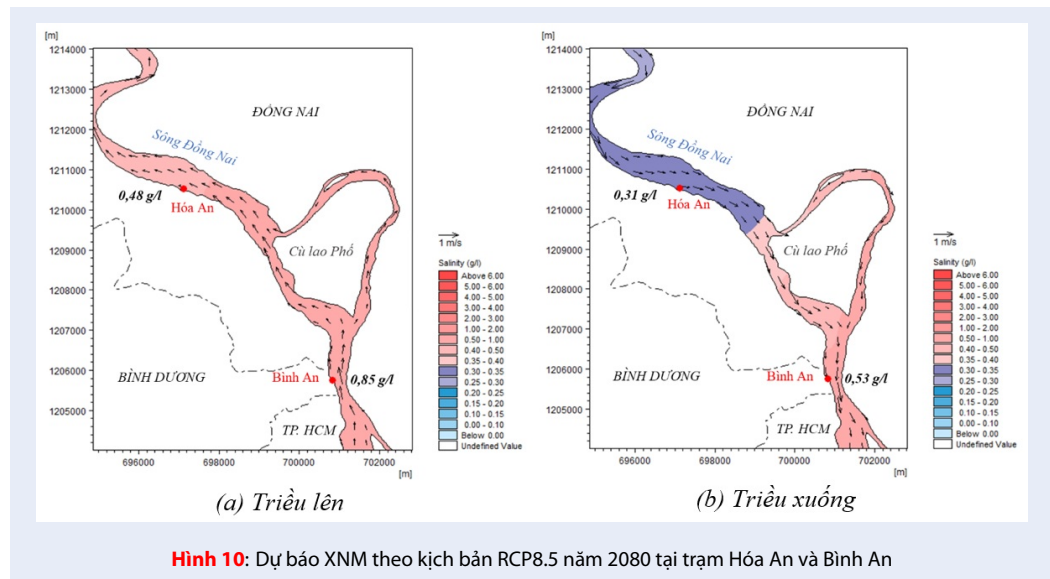 [m]
1214000
1213000
1212000
1211000
1210000
1209000
1208000
1207000
1206000
1205000
696000 698000 700000 702000
[m]
ĐỒNG NAI
Sông Đồng Nai
0,48 g/l
Hóa An
Cù lao Phố
BÌNH DƯƠNG
Bình An
0,85 g/l
TP. HCM
1 m/s
Salinity (g/l)
Above 6.00
5.00 - 6.00
4.00 - 5.00
3.00 - 4.00
2.00 - 3.00
1.00 - 2.00
0.50 - 1.00
0.40 - 0.50
0.35 - 0.40
0.30 - 0.35
0.25 - 0.30
0.20 - 0.25
0.15 - 0.20
0.10 - 0.15
0.00 - 0.10
Below 0.00
Undefined Value
(a) Triều lên
[m]
1214000
1213000
1212000
1211000
1210000
1209000
1208000
1207000
1206000
1205000
696000 698000 700000 702000
[m]
ĐỒNG NAI
Sông Đồng Nai
0,31 g/l
Hóa An
Cù lao Phố
BÌNH DƯƠNG
Bình An
0,53 g/l
TP. HCM
1 m/s
Salinity (g/l)
Above 6.00
5.00 - 6.00
4.00 - 5.00
3.00 - 4.00
2.00 - 3.00
1.00 - 2.00
0.50 - 1.00
0.40 - 0.50
0.35 - 0.40
0.30 - 0.35
0.25 - 0.30
0.20 - 0.25
0.15 - 0.20
0.10 - 0.15
0.00 - 0.10
Below 0.00
Undefined Value
(b) Triều xuống
Hình 10: Dự báo XNM theo kịch bản RCP8.5 năm 2080 tại trạm Hóa An và Bình An